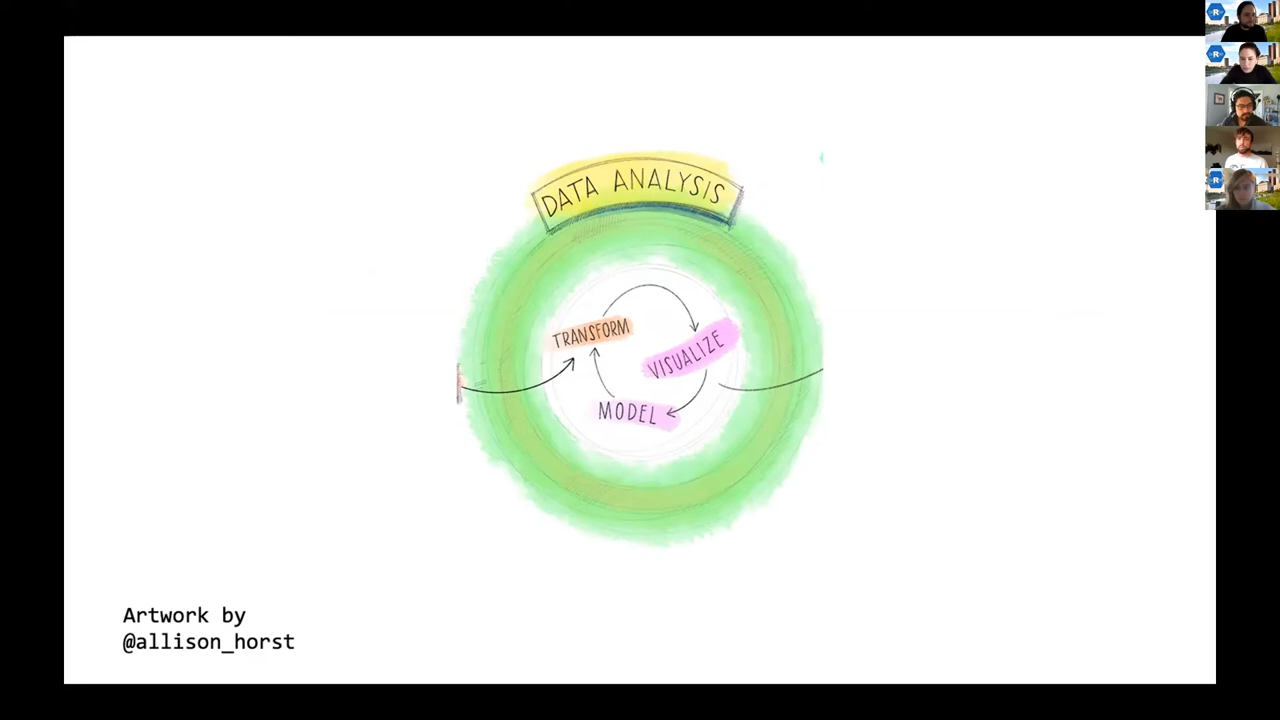 DATA ANALYSIS
TRANSFORM
VISUALIZE
MODEL
Artwork by
@allison_horst
R
R
R